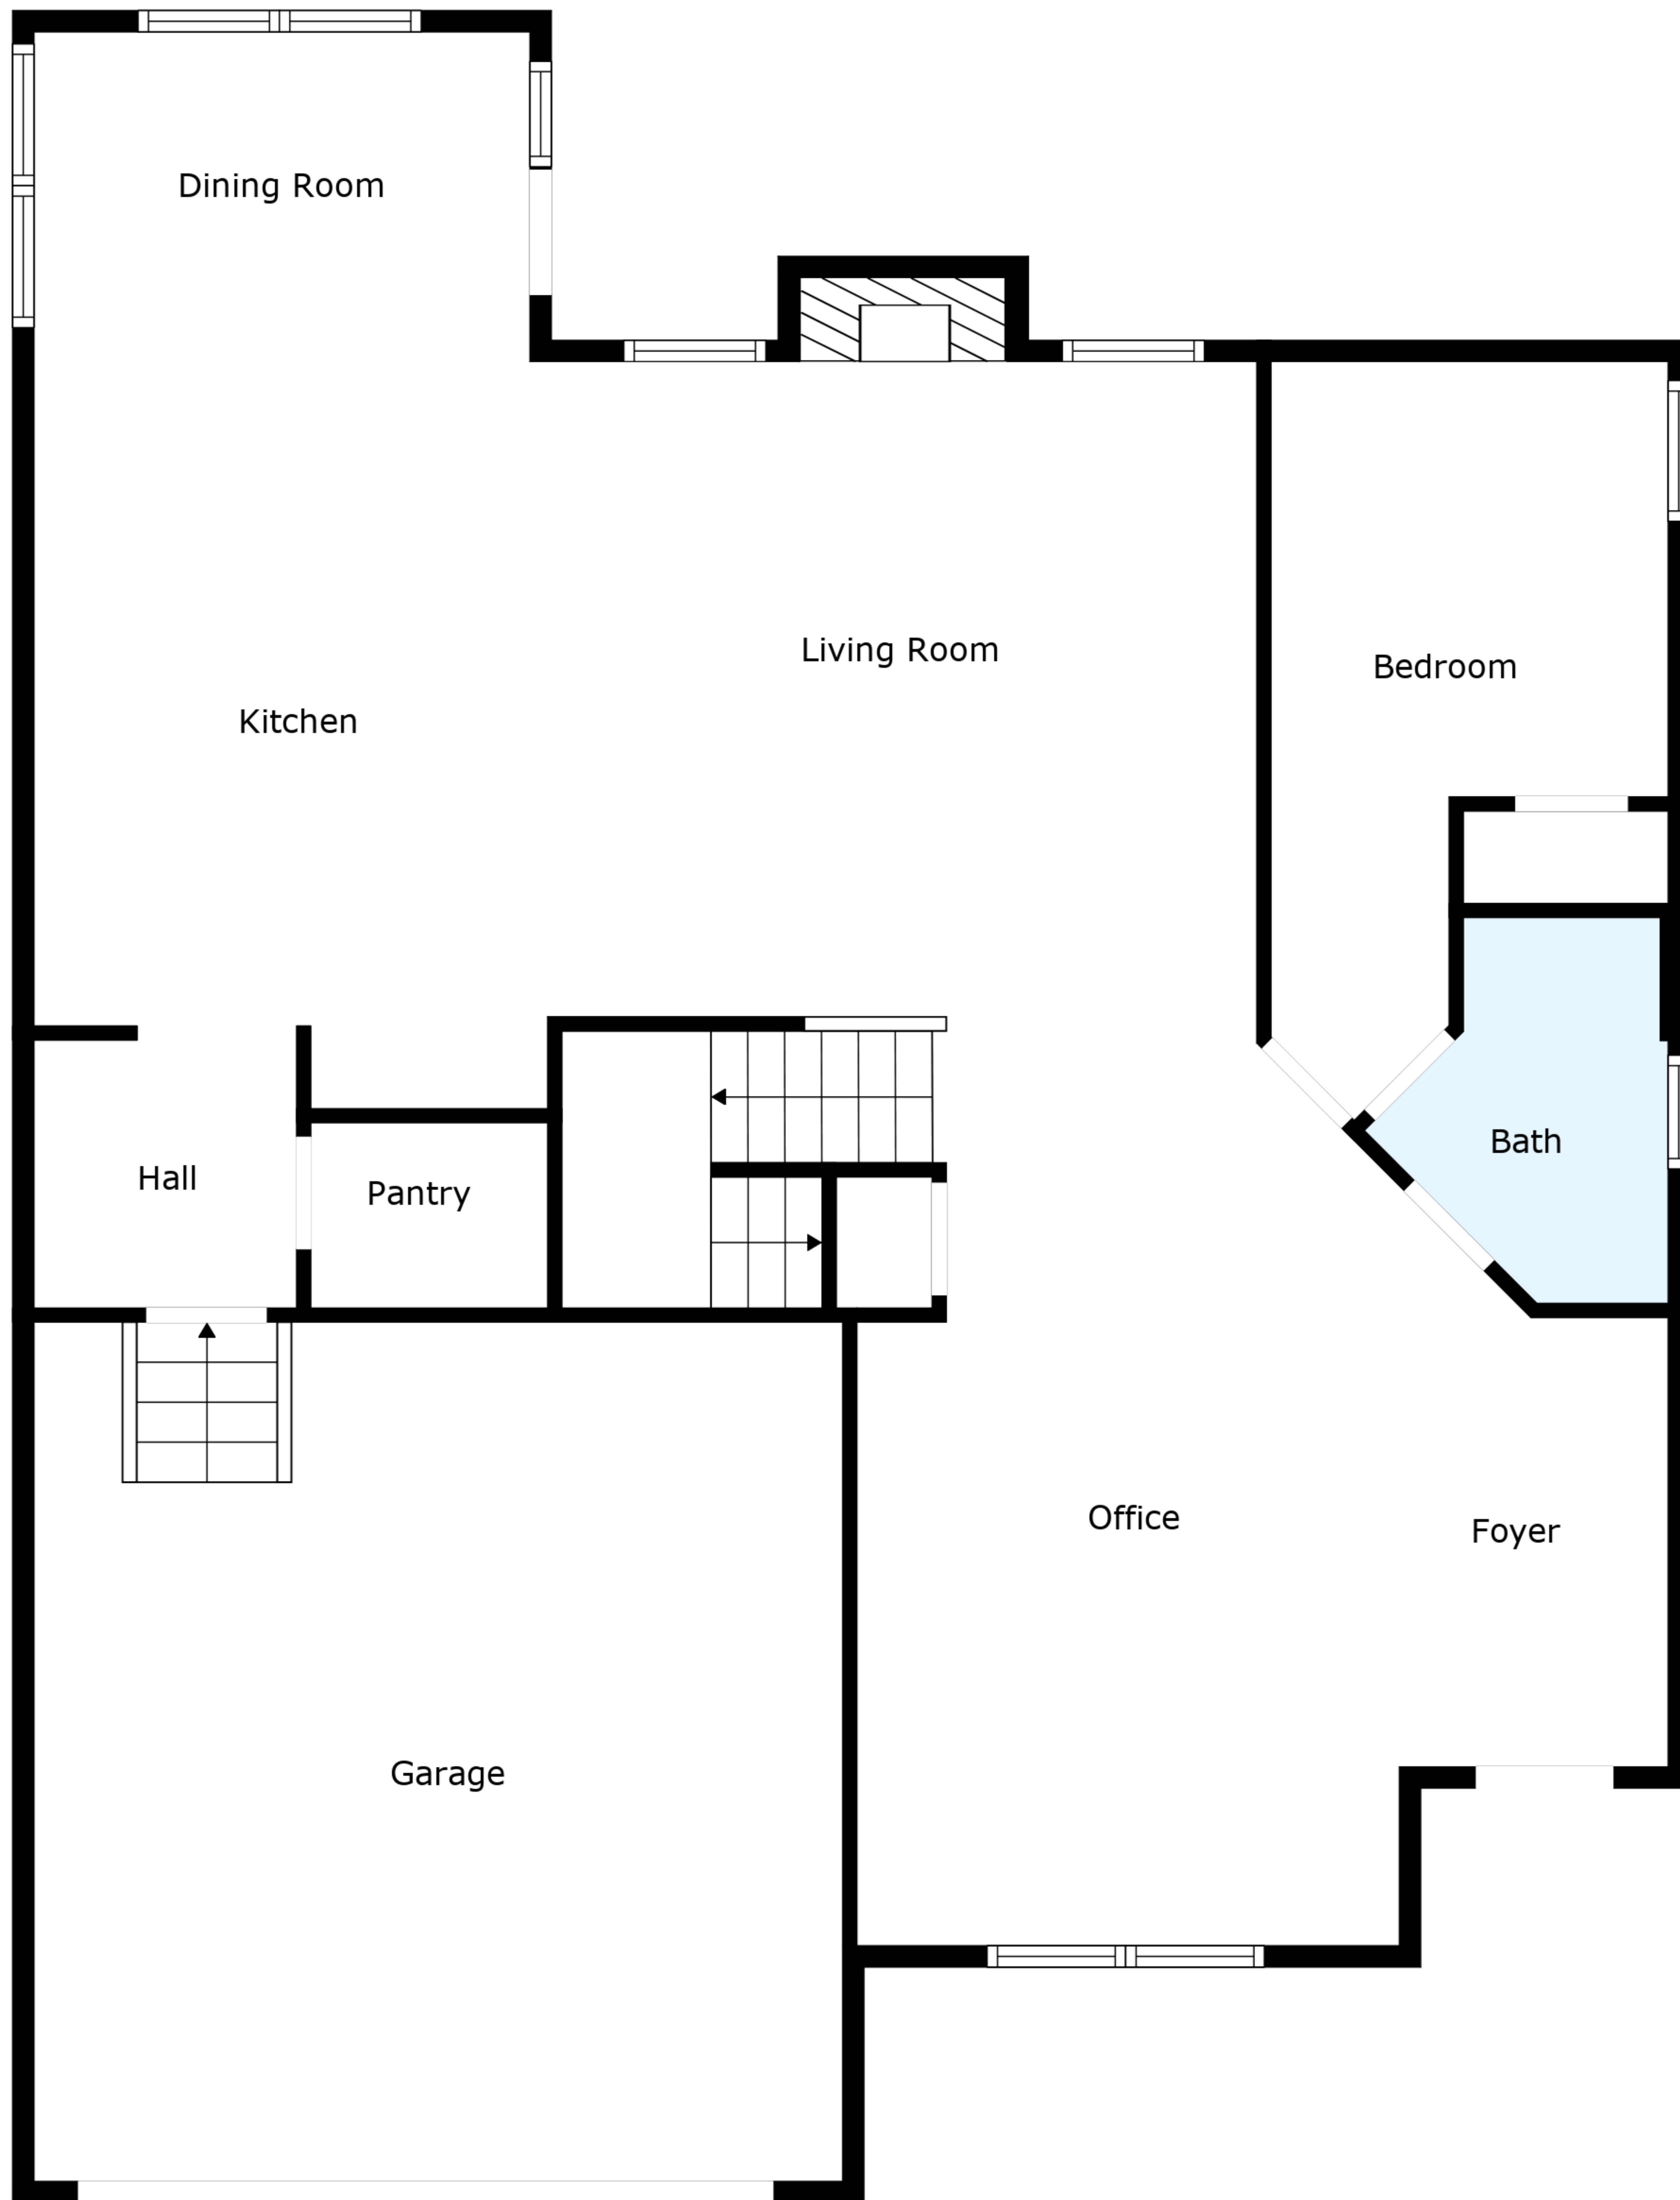 Dining Room
Living Room
Bedroom
Kitchen
Bath
Hall
Pantry
Office
Foyer
Garage